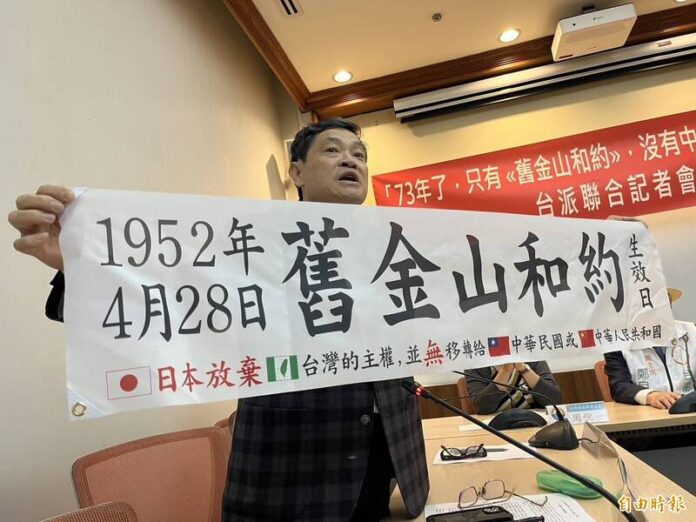 「73年了，只有《舊金山和約》，沒有中
台派聯合記者會
1952年
4月28日
舊金山和約
生效日
日本放棄台灣的主權，並無移轉給中華民國或中華人民共和國
鄭
自由時報